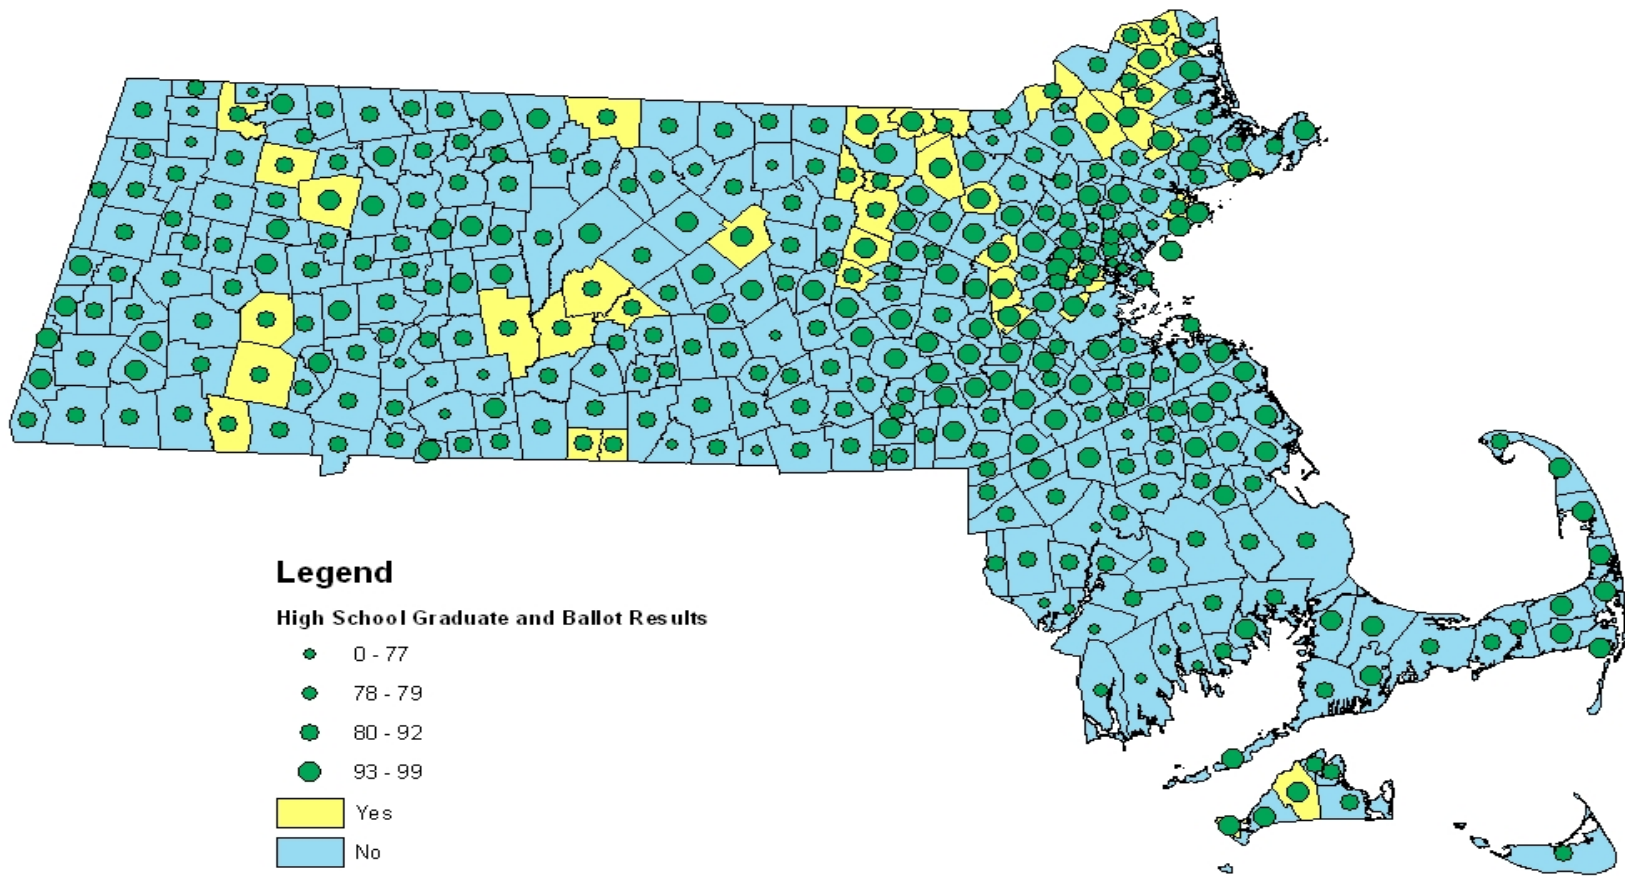 Legend
High School Graduate and Ballot Results
0 - 77
78 - 79
80 - 92
93 - 99
Yes
No